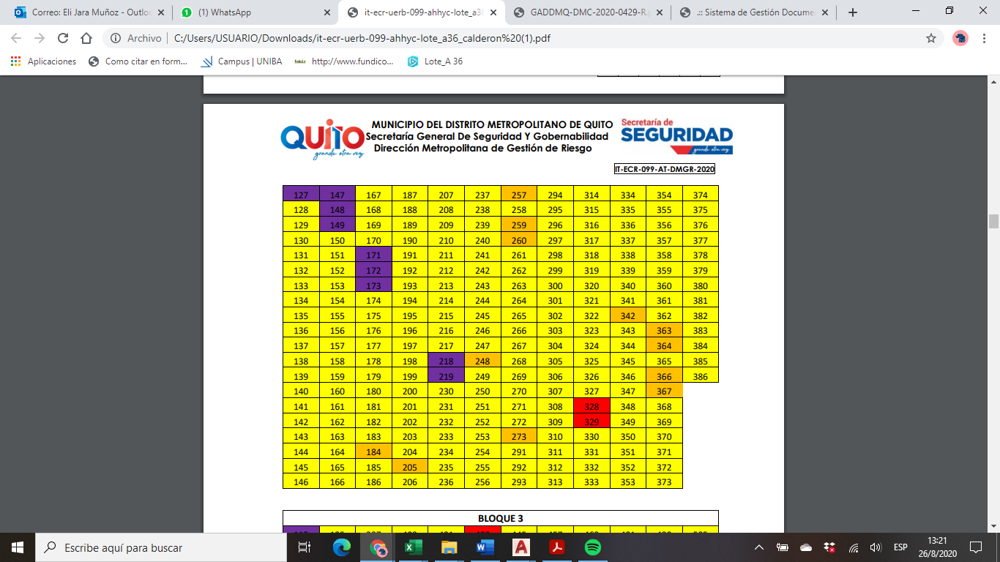 Correo: Eli Jara Muñoz - Outlo
(1) WhatsApp
it-ecr-uerb-099-ahhyc-lote_a3
GADDMQ-DMC-2020-0429-R.p
.:: Sistema de Gestión Docume
Archivo
C:/Users/USUARIO/Downloads/it-ecr-uerb-099-ahhyc-lote_a36_calderon%20(1).pdf
Aplicaciones
Como citar en form...
Campus | UNIBA
http://www.fundico...
Lote_A 36
QUITO
grande otra vez
MUNICIPIO DEL DISTRITO METROPOLITANO DE QUITO
Secretaría General De Seguridad Y Gobernabilidad
Dirección Metropolitana de Gestión de Riesgo
Secretaría de
SEGURIDAD
grande otra vez
IT-ECR-099-AT-DMGR-2020
127 147 167 187 207 237 257 294 314 334 354 374
128 148 168 188 208 238 258 295 315 335 355 375
129 149 169 189 209 239 259 296 316 336 356 376
130 150 170 190 210 240 260 297 317 337 357 377
131 151 171 191 211 241 261 298 318 338 358 378
132 152 172 192 212 242 262 299 319 339 359 379
133 153 173 193 213 243 263 300 320 340 360 380
134 154 174 194 214 244 264 301 321 341 361 381
135 155 175 195 215 245 265 302 322 342 362 382
136 156 176 196 216 246 266 303 323 343 363 383
137 157 177 197 217 247 267 304 324 344 364 384
138 158 178 198 218 248 268 305 325 345 365 385
139 159 179 199 219 249 269 306 326 346 366 386
140 160 180 200 230 250 270 307 327 347 367
141 161 181 201 231 251 271 308 328 348 368
142 162 182 202 232 252 272 309 329 349 369
143 163 183 203 233 253 273 310 330 350 370
144 164 184 204 234 254 291 311 331 351 371
145 165 185 205 235 255 292 312 332 352 372
146 166 186 206 236 256 293 313 333 353 373
BLOQUE 3
Escribe aquí para buscar
ESP
13:21
26/8/2020